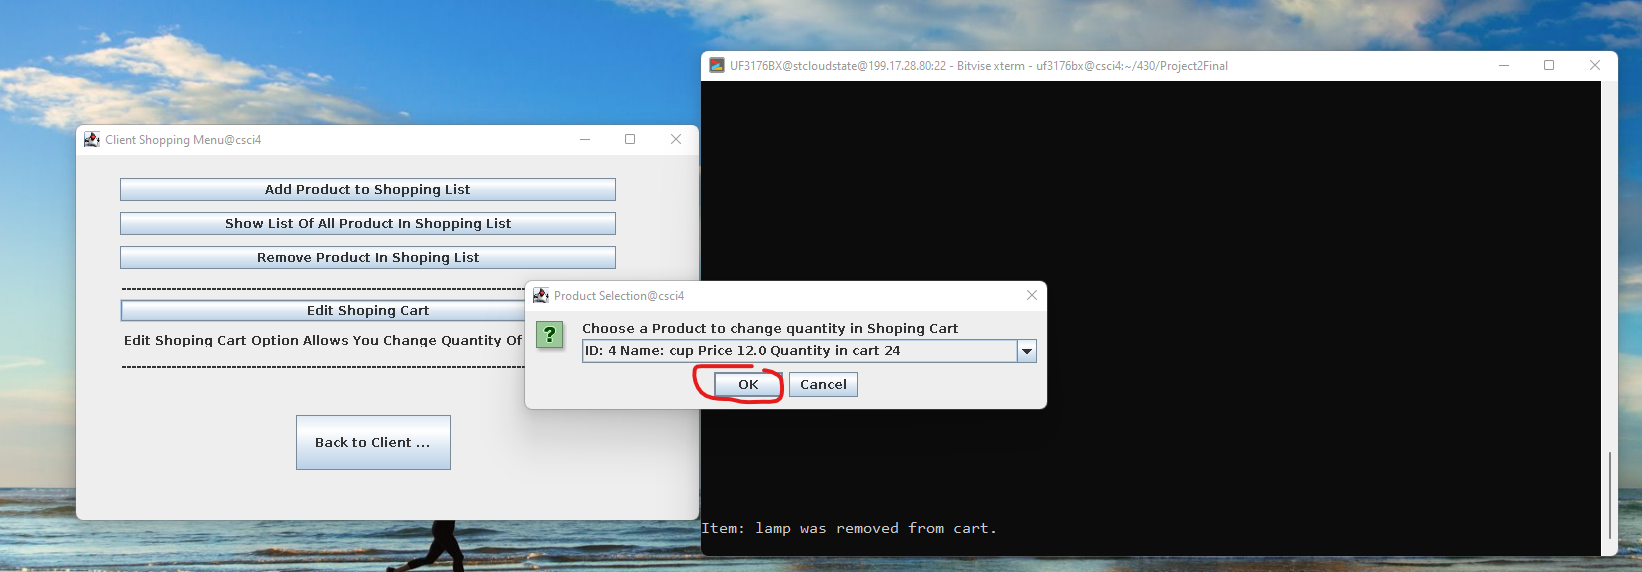 UF3176BX@stcloudstate@199.17.28.80:22 - Bitvise xterm - uf3176bx@csci4:~/430/Project2Final
Client Shopping Menu@csci4
Add Product to Shopping List
Show List Of All Product In Shopping List
Remove Product In Shoping List
--------------------------------------------------------------------------------
Edit Shoping Cart
Edit Shoping Cart Option Allows You Change Quantity Of
--------------------------------------------------------------------------------
Back to Client ...
Product Selection@csci4
?
Choose a Product to change quantity in Shoping Cart
ID: 4 Name: cup Price 12.0 Quantity in cart 24
OK
Cancel
Item: lamp was removed from cart.